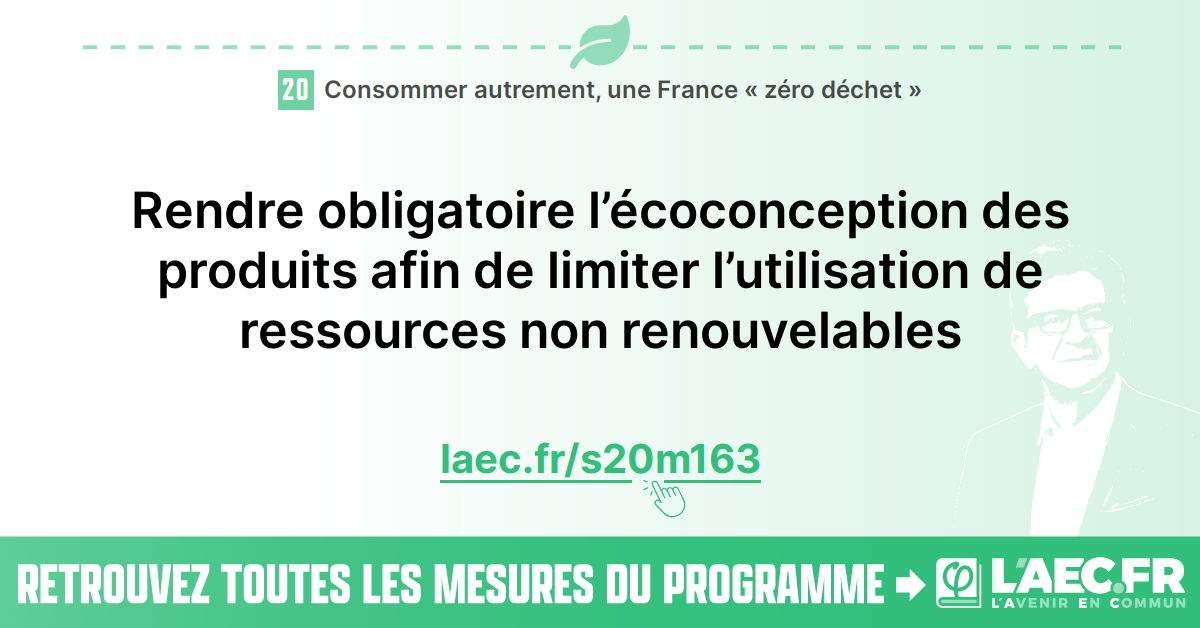 20 Consommer autrement, une France « zéro déchet »
Rendre obligatoire l’écoconception des
produits afin de limiter l’utilisation de
ressources non renouvelables
laec.fr/s20m163
RETROUVEZ TOUTES LES MESURES DU PROGRAMME
φ L'AEC.FR
L'AVENIR EN COMMUN